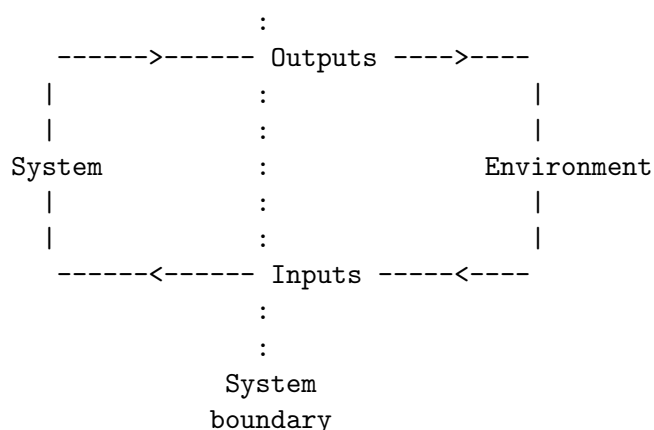 Outputs
System Environment
Inputs
System
boundary